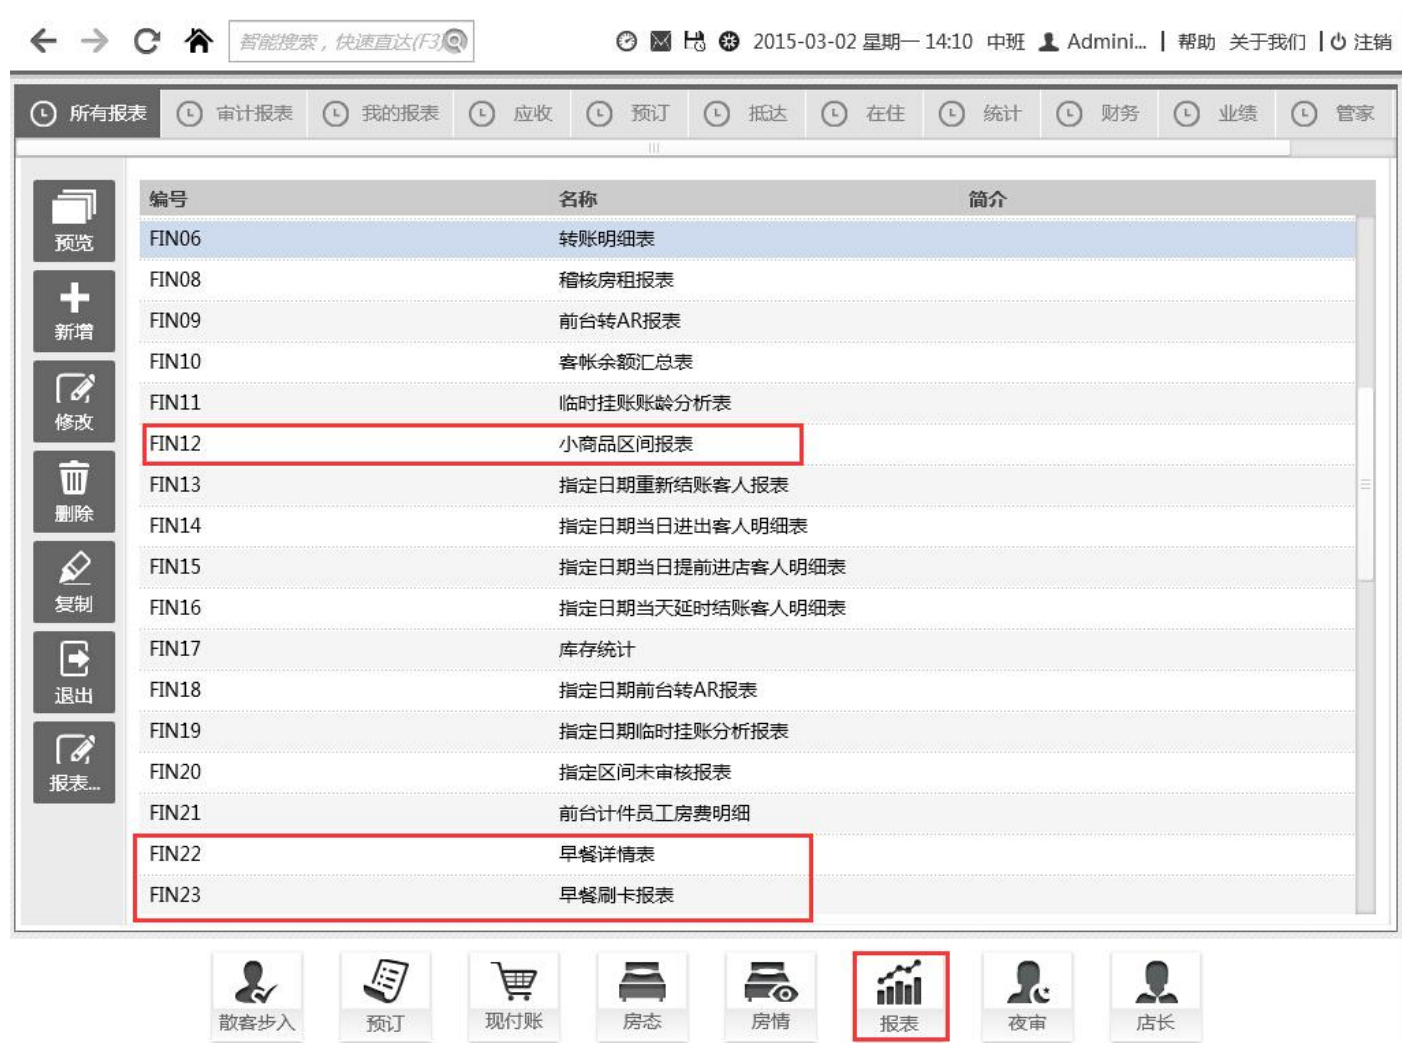 智能搜索，快速直达(F3)
2015-03-02 星期一 14:10 中班 Admini... | 帮助 关于我们 | 注销
所有报表 审计报表 我的报表 应收 预订 抵达 在住 统计 财务 业绩 管家
预览
新增
修改
删除
复制
退出
报表...
编号 名称 简介
FIN06 转账明细表
FIN08 稽核房租报表
FIN09 前台转AR报表
FIN10 客帐余额汇总表
FIN11 临时挂账账龄分析表
FIN12 小商品区间报表
FIN13 指定日期重新结账客人报表
FIN14 指定日期当日进出客人明细表
FIN15 指定日期当日提前进店客人明细表
FIN16 指定日期当天延时结账客人明细表
FIN17 库存统计
FIN18 指定日期前台转AR报表
FIN19 指定日期临时挂账分析报表
FIN20 指定区间未审核报表
FIN21 前台计件员工房费明细
FIN22 早餐详情表
FIN23 早餐刷卡报表
散客步入 预订 现付账 房态 房情 报表 夜审 店长